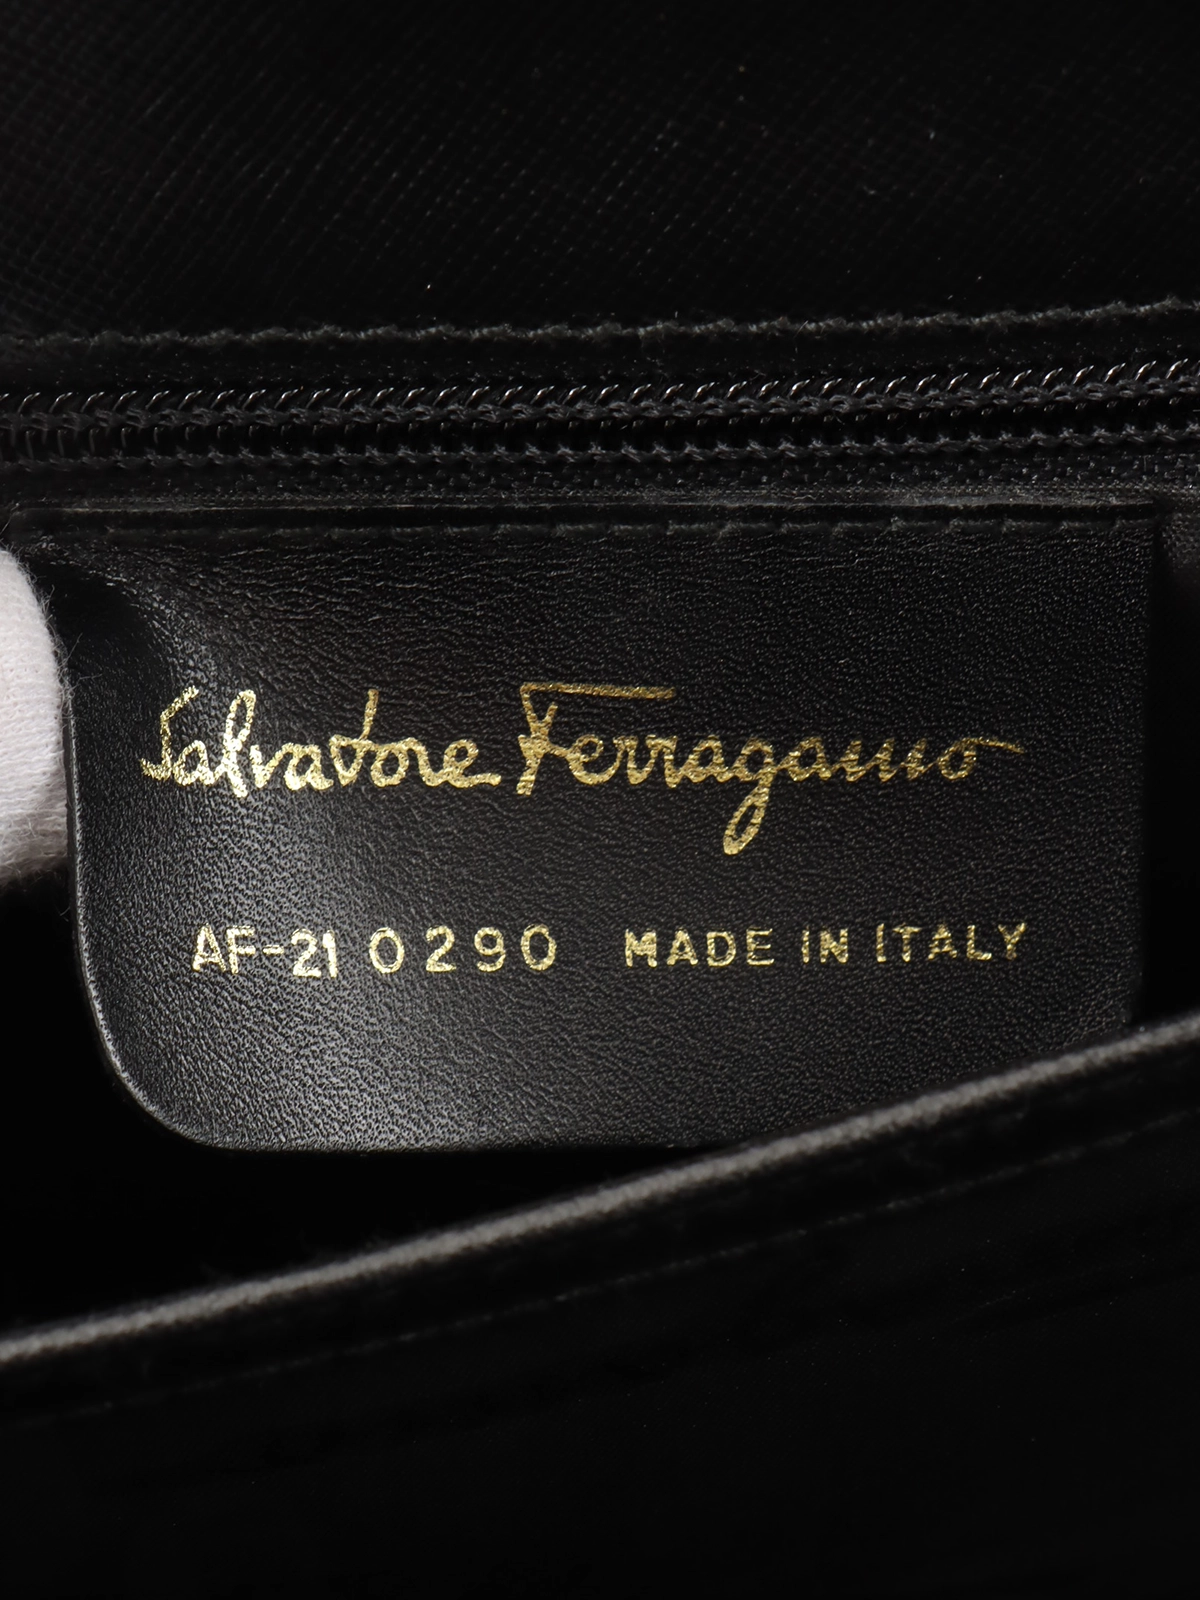 Salvatore Ferragamo
AF-21 0290 MADE IN ITALY